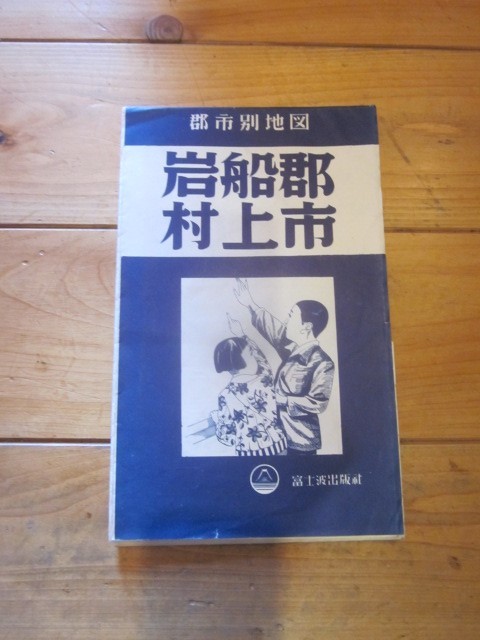 郡市別地図
岩船郡
村上市
富士波出版社